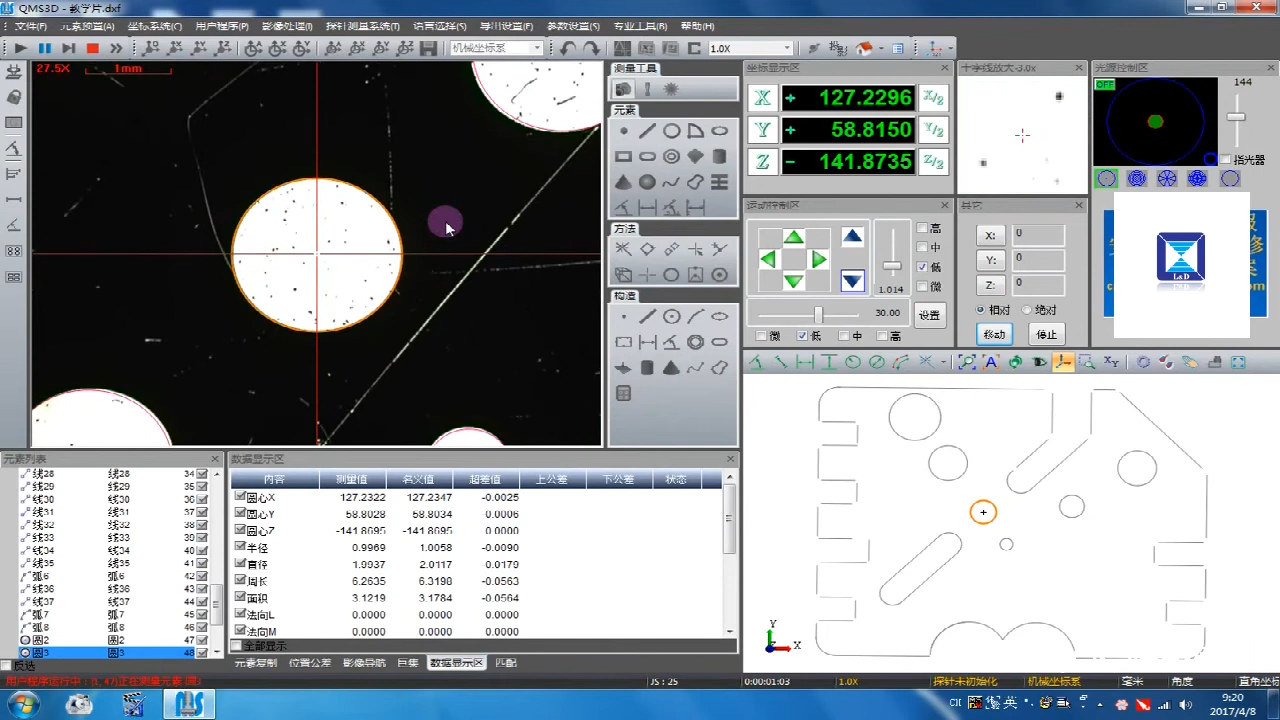 QMS3D - 教学片.dxf
文件(F) 元素预置(A) 坐标系统(C) 用户程序(P) 影像处理(I) 探针测量系统(T) 语言选择(S) 导出设置(E) 参数设置(S) 专业工具(B) 帮助(H)
机械坐标系 1.0X
27.5X 1mm
测量工具
元素
方法
构造
坐标显示区
X + 127.2296 X/2
Y + 58.8150 Y/2
Z - 141.8735 Z/2
十字线放大-3.0x
光源控制区
OFF 144
指光器
运动控制区
高
中
低
微
1.014
30.00 设置
微 低 中 高
其它
X: 0
Y: 0
Z: 0
相对 绝对
移动 停止
L&D
元素列表
线28 线28 34
线29 线29 35
线30 线30 36
线31 线31 37
线32 线32 38
线33 线33 39
线34 线34 40
线35 线35 41
弧6 弧6 42
线36 线36 43
线37 线37 44
弧7 弧7 45
弧8 弧8 46
圆2 圆2 47
圆3 圆3 48
反选
数据显示区
内容 测量值 名义值 超差值 上公差 下公差 状态
圆心X 127.2322 127.2347 -0.0025
圆心Y 58.8028 58.8034 -0.0006
圆心Z -141.8695 -141.8695 0.0000
半径 0.9969 1.0058 -0.0090
直径 1.9937 2.0117 -0.0179
周长 6.2635 6.3198 -0.0563
面积 3.1219 3.1784 -0.0564
法向L 0.0000 0.0000 0.0000
法向M 0.0000 0.0000 0.0000
全部显示
元素复制 位置公差 影像导航 白集 数据显示区 匹配
Y
Z X
JS : 25 0:00:01:03 1.0X 探针未初始化 机械坐标系 毫米 角度 直角坐标
CH 英
9:20
2017/4/8